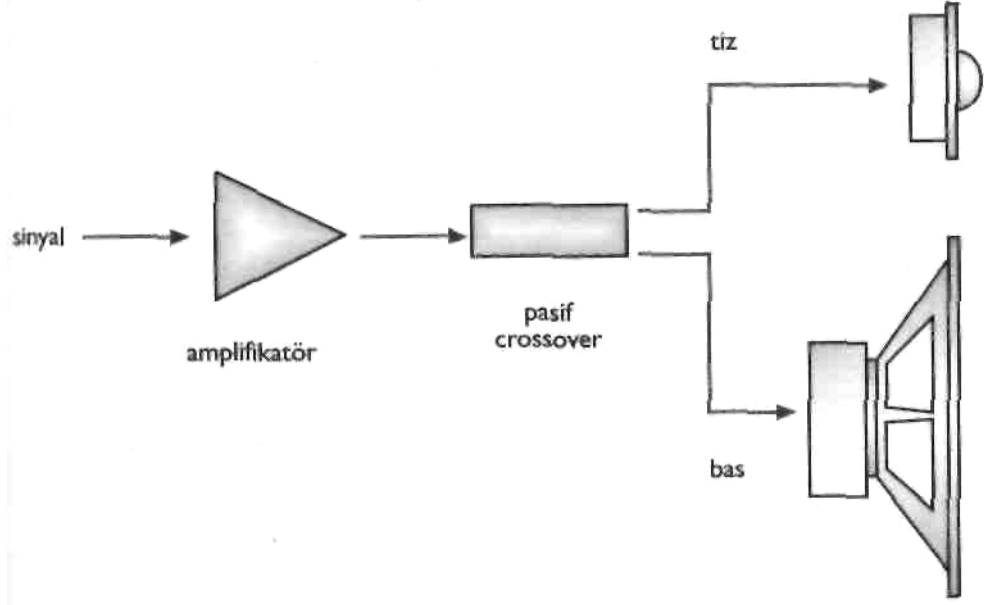 tiz
sinyal
amplifikatör
pasif
crossover
bas